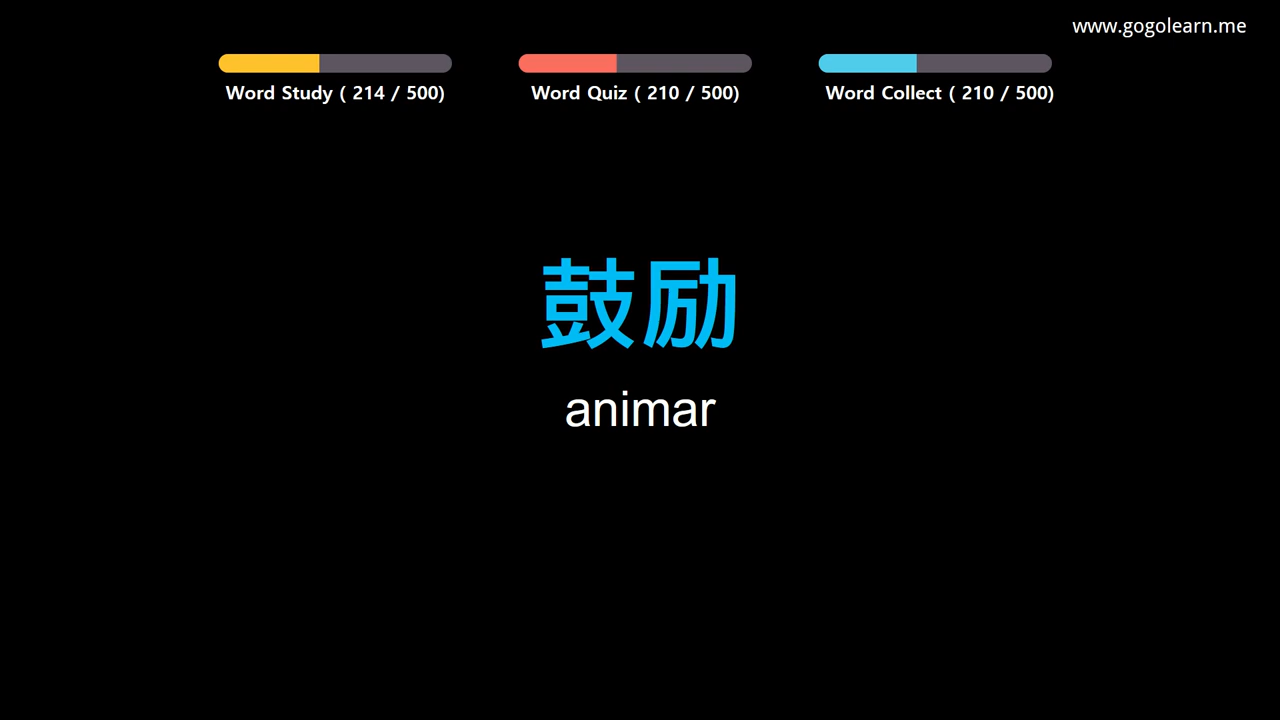 www.gogolearn.me
Word Study ( 214 / 500)
Word Quiz ( 210 / 500)
Word Collect ( 210 / 500)
鼓励
animar